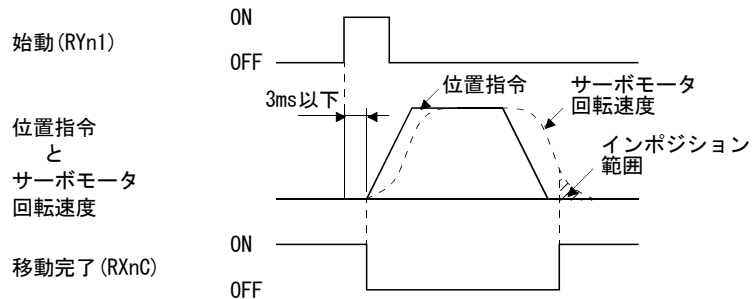 始動(RYn1)
ON
OFF
3ms以下
位置指令
サーボモータ
回転速度
インポジション
範囲
位置指令
と
サーボモータ
回転速度
移動完了(RXnC)
ON
OFF